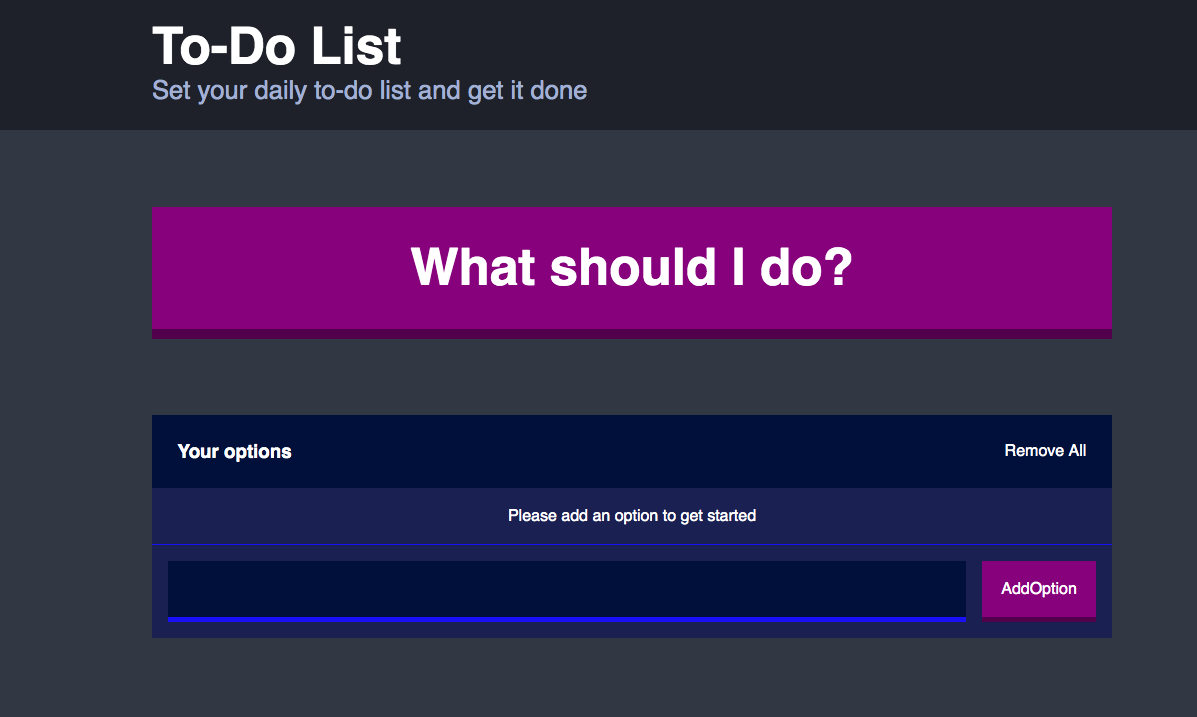 To-Do List
Set your daily to-do list and get it done
What should I do?
Your options
Remove All
Please add an option to get started
AddOption